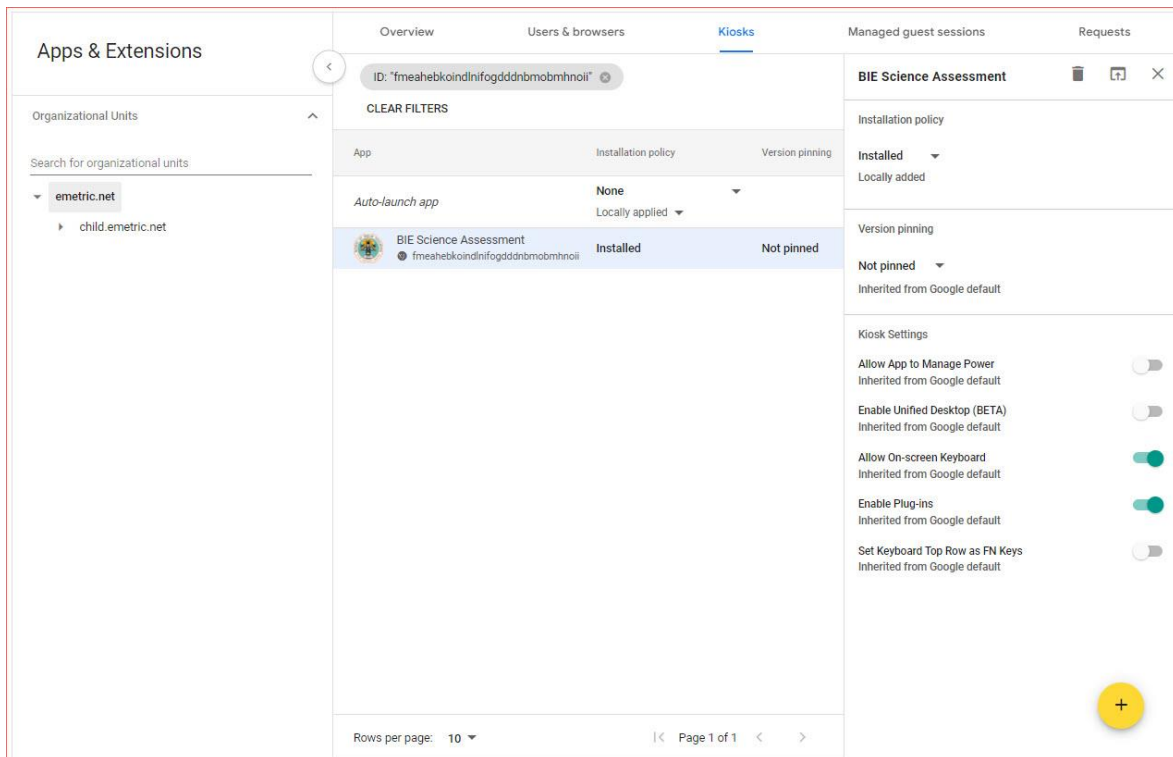 Apps & Extensions
Organizational Units
Search for organizational units
emetric.net
child.emetric.net
Overview
Users & browsers
Kiosks
Managed guest sessions
Requests
ID: "fmeahebkoindlnifogdddnbmobmhnoii"
CLEAR FILTERS
App
Installation policy
Version pinning
Auto-launch app
None
Locally applied
BIE Science Assessment
fmeahebkoindlnifogdddnbmobmhnoii
Installed
Not pinned
Rows per page: 10
Page 1 of 1
BIE Science Assessment
Installation policy
Installed
Locally added
Version pinning
Not pinned
Inherited from Google default
Kiosk Settings
Allow App to Manage Power
Inherited from Google default
Enable Unified Desktop (BETA)
Inherited from Google default
Allow On-screen Keyboard
Inherited from Google default
Enable Plug-ins
Inherited from Google default
Set Keyboard Top Row as FN Keys
Inherited from Google default